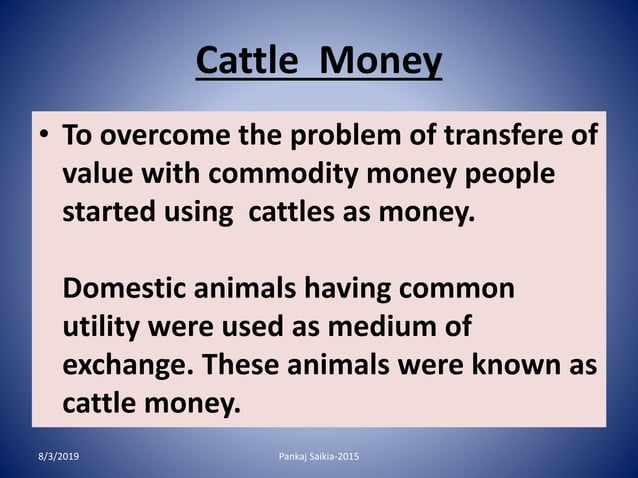 Cattle  Money
• To overcome the problem of transfere of
value with commodity money people
started using  cattles as money.
Domestic animals having common
utility were used as medium of
exchange. These animals were known as
cattle money.
8/3/2019
Pankaj Saikia-2015